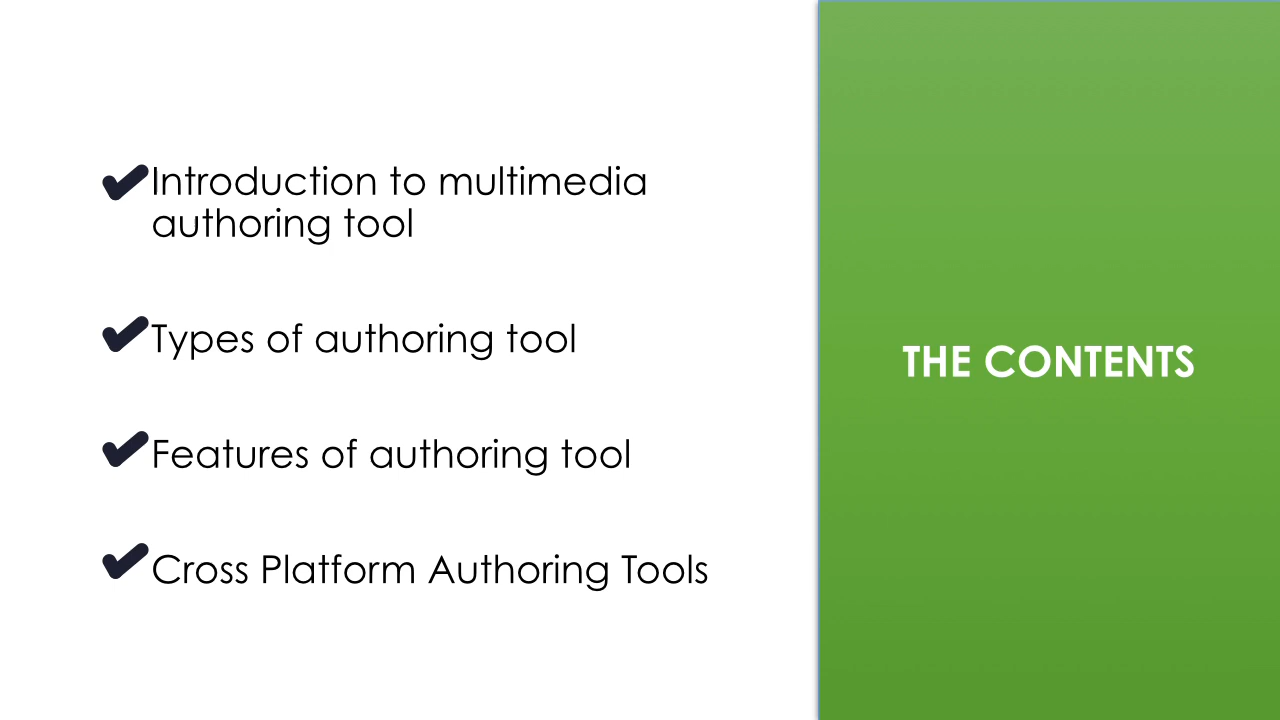 ✔Introduction to multimedia
authoring tool
✔Types of authoring tool
✔Features of authoring tool
✔Cross Platform Authoring Tools
THE CONTENTS